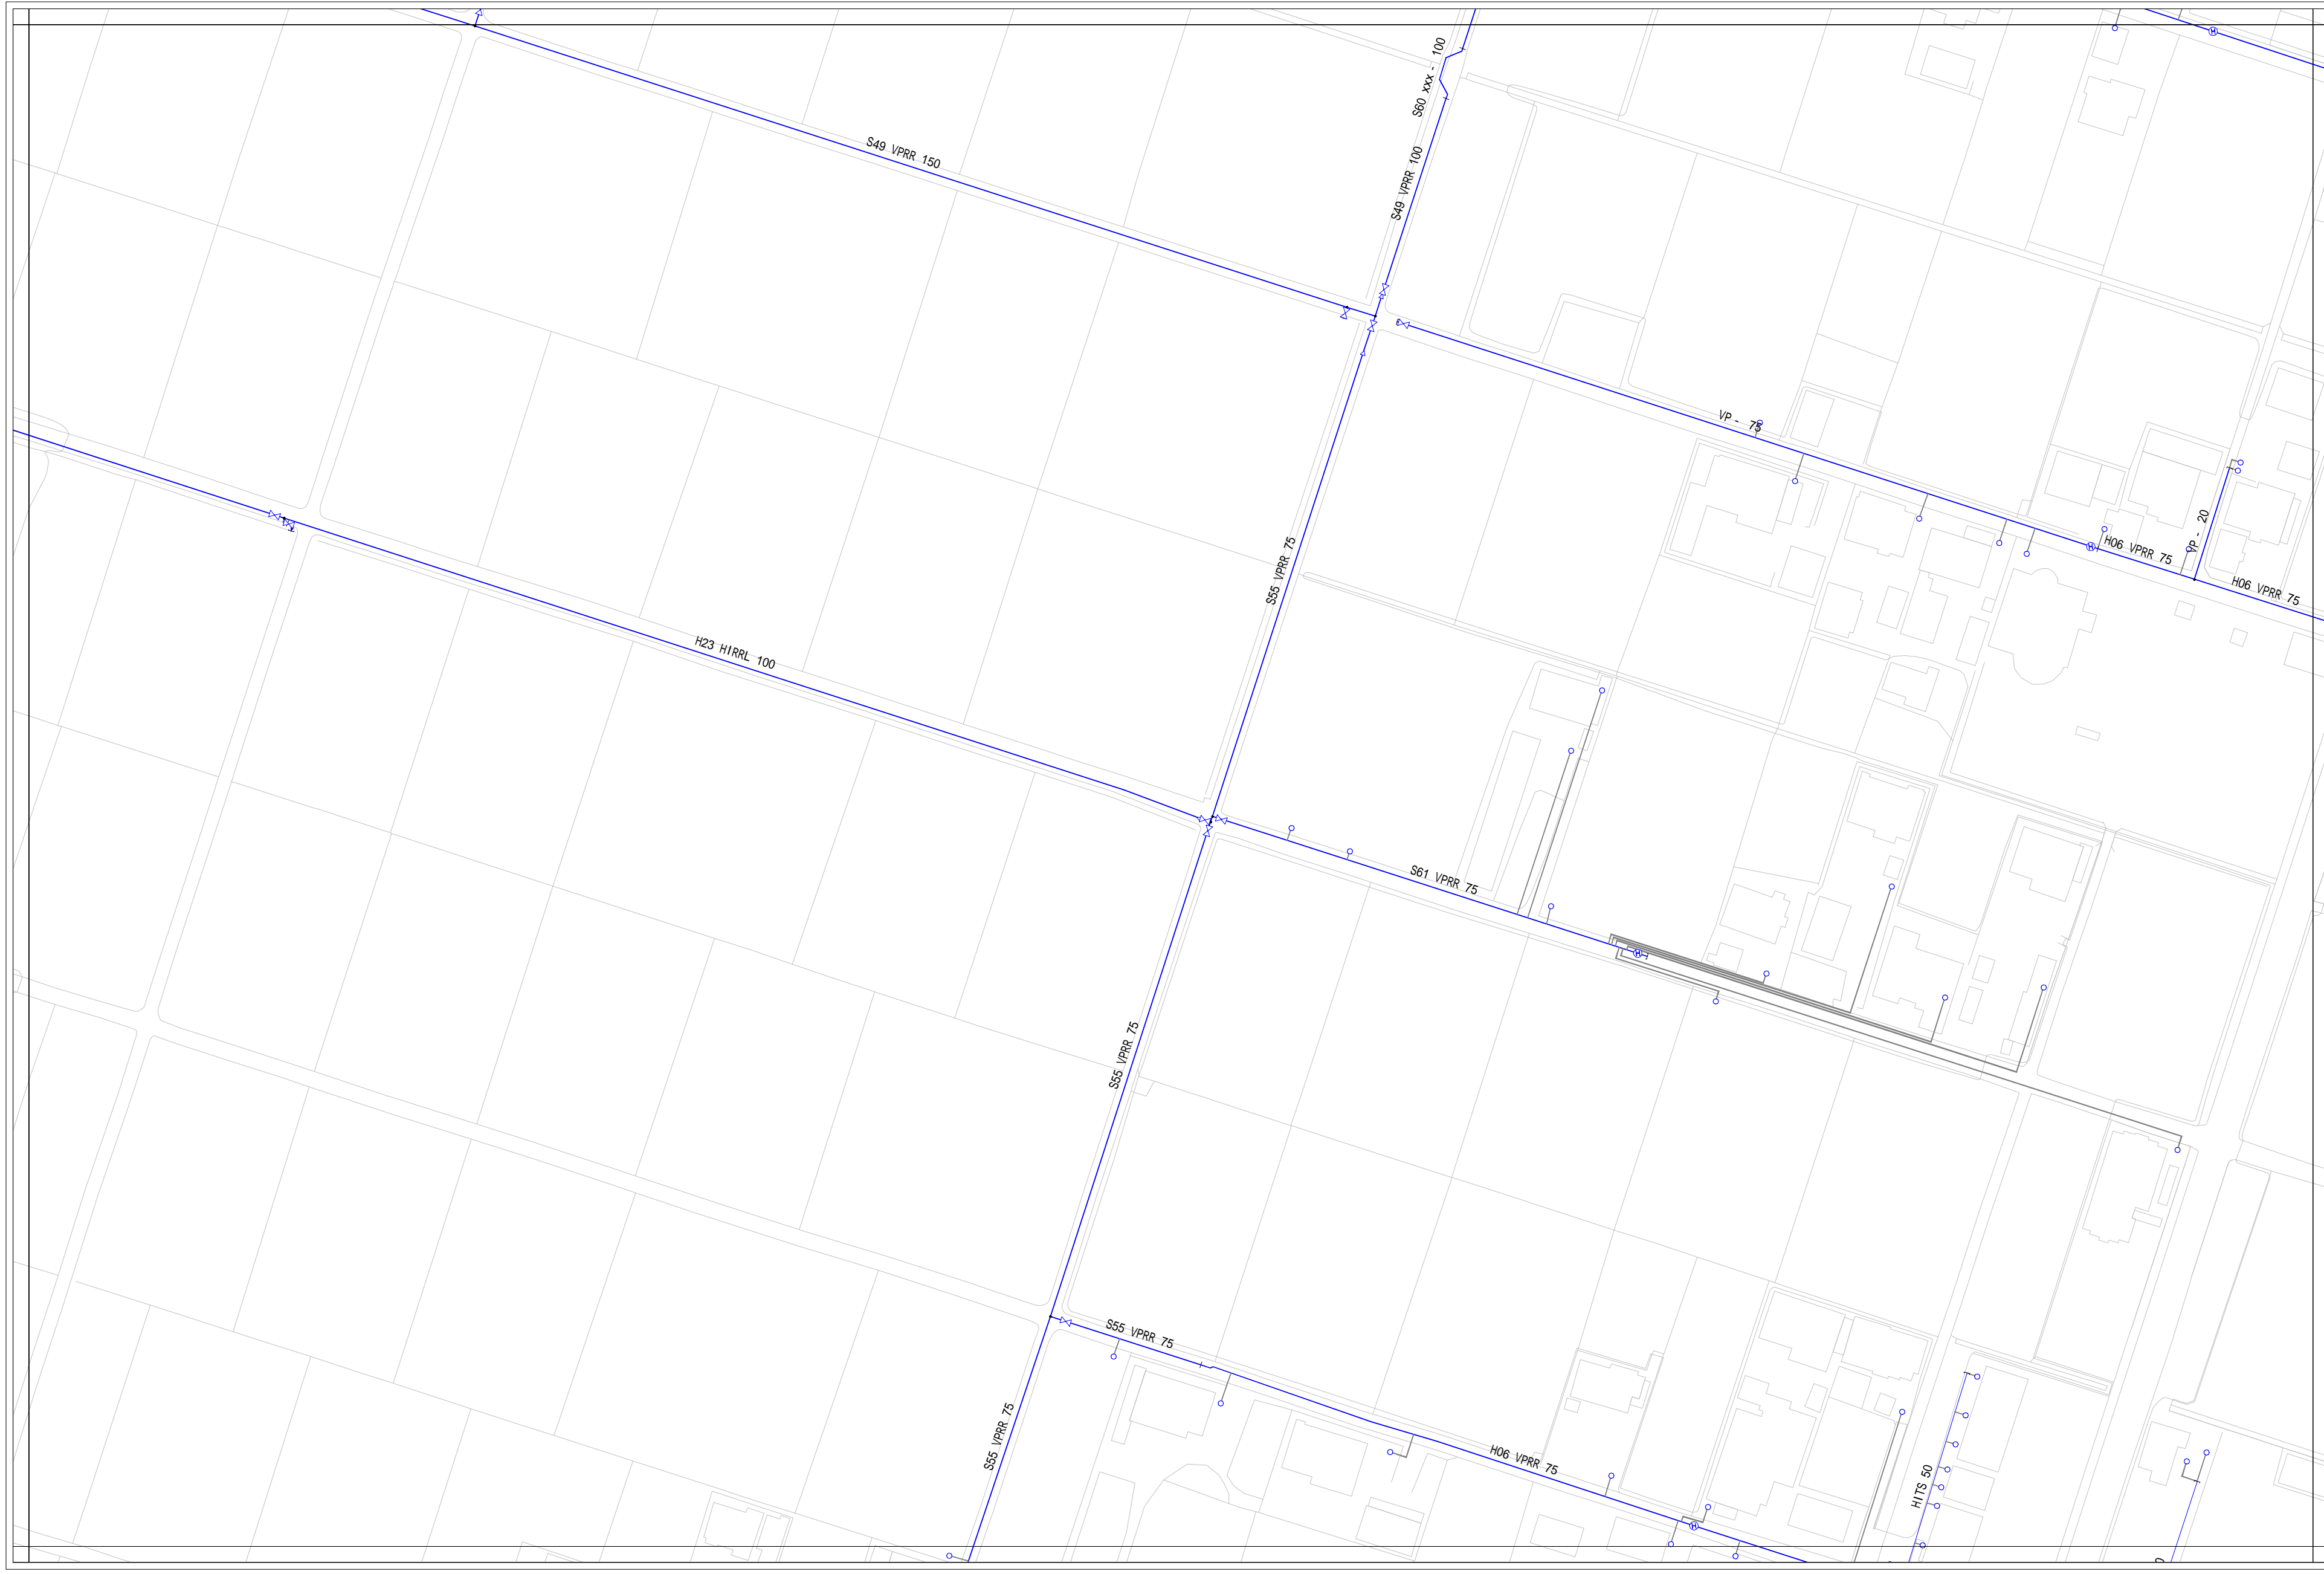 S60 xxx - 100
S49 VPRR 150
S49 VPRR 100
VP - 75
VP - 20
H06 VPRR 75
H06 VPRR 75
S55 VPRR 75
H23 HIRRL 100
S61 VPRR 75
S55 VPRR 75
S55 VPRR 75
S55 VPRR 75
H06 VPRR 75
HITS 50
H
H
H
H